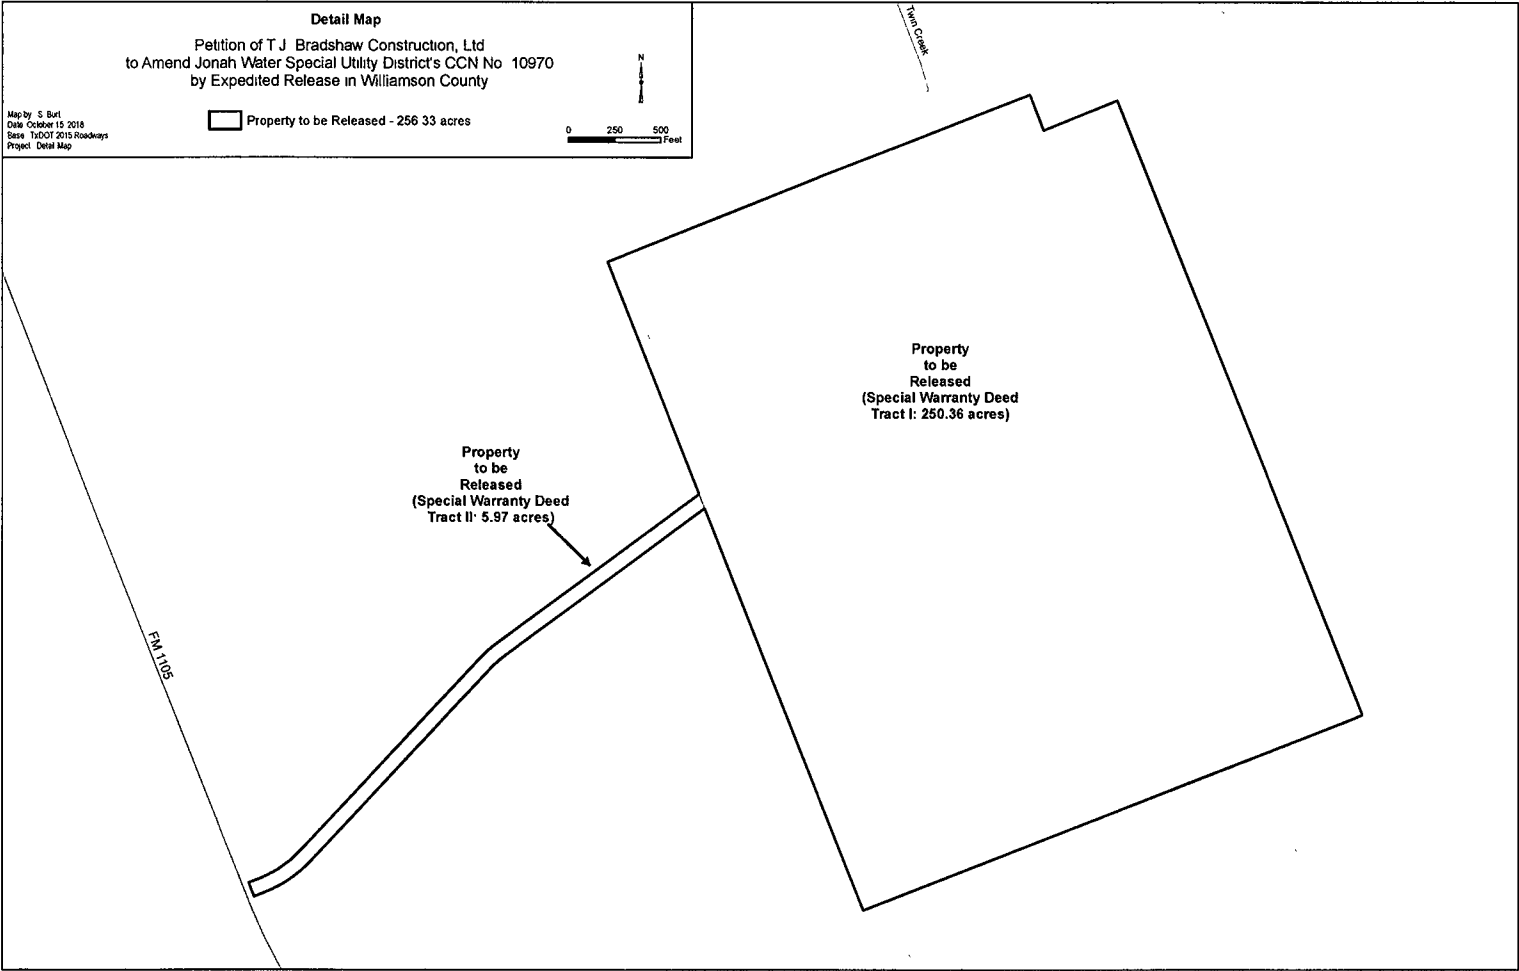 Detail Map
Petition of T J Bradshaw Construction, Ltd
to Amend Jonah Water Special Utility District's CCN No 10970
by Expedited Release in Williamson County
Property to be Released - 256 33 acres
Map by S Burt
Date October 15 2018
Base TxDOT 2015 Roadways
Project Detail Map
N
0 250 500
Feet
Twin Creek
Property
to be
Released
(Special Warranty Deed
Tract I: 250.36 acres)
Property
to be
Released
(Special Warranty Deed
Tract II: 5.97 acres)
FM 1105